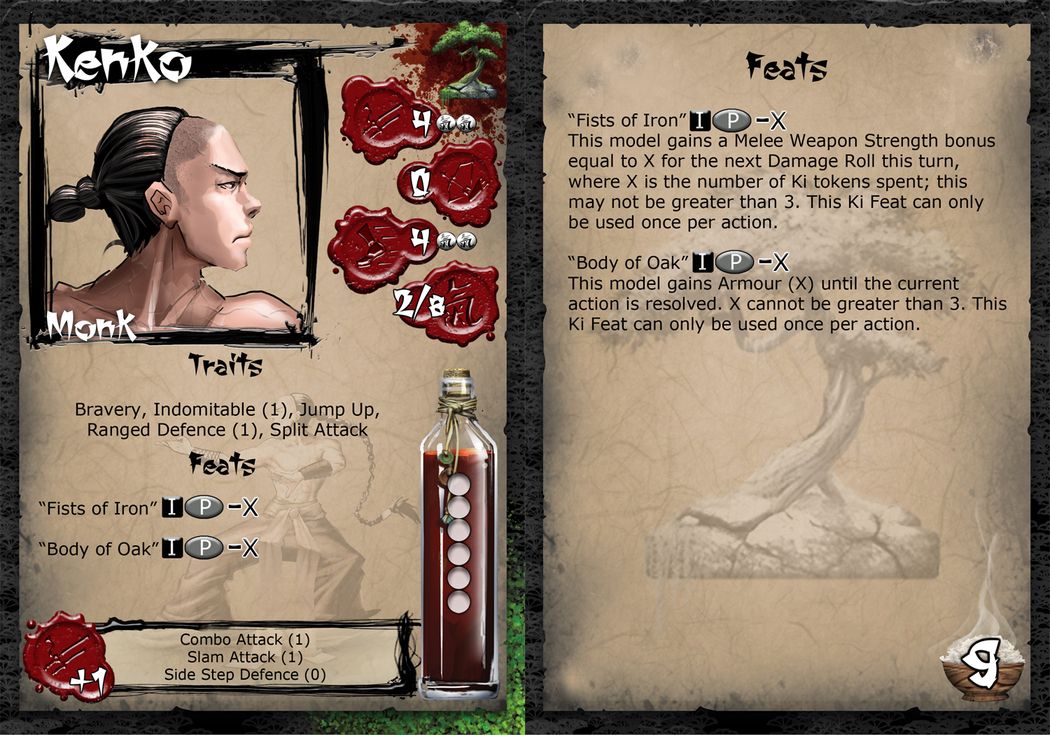 Kenko
4 氣氣
0
4 氣氣
2/8 氣
Monk
Traits
Bravery, Indomitable (1), Jump Up,
Ranged Defence (1), Split Attack
Feats
“Fists of Iron” I P -X
“Body of Oak” I P -X
+1
Combo Attack (1)
Slam Attack (1)
Side Step Defence (0)
Feats
“Fists of Iron” I P -X
This model gains a Melee Weapon Strength bonus
equal to X for the next Damage Roll this turn,
where X is the number of Ki tokens spent; this
may not be greater than 3. This Ki Feat can only
be used once per action.
“Body of Oak” I P -X
This model gains Armour (X) until the current
action is resolved. X cannot be greater than 3. This
Ki Feat can only be used once per action.
9